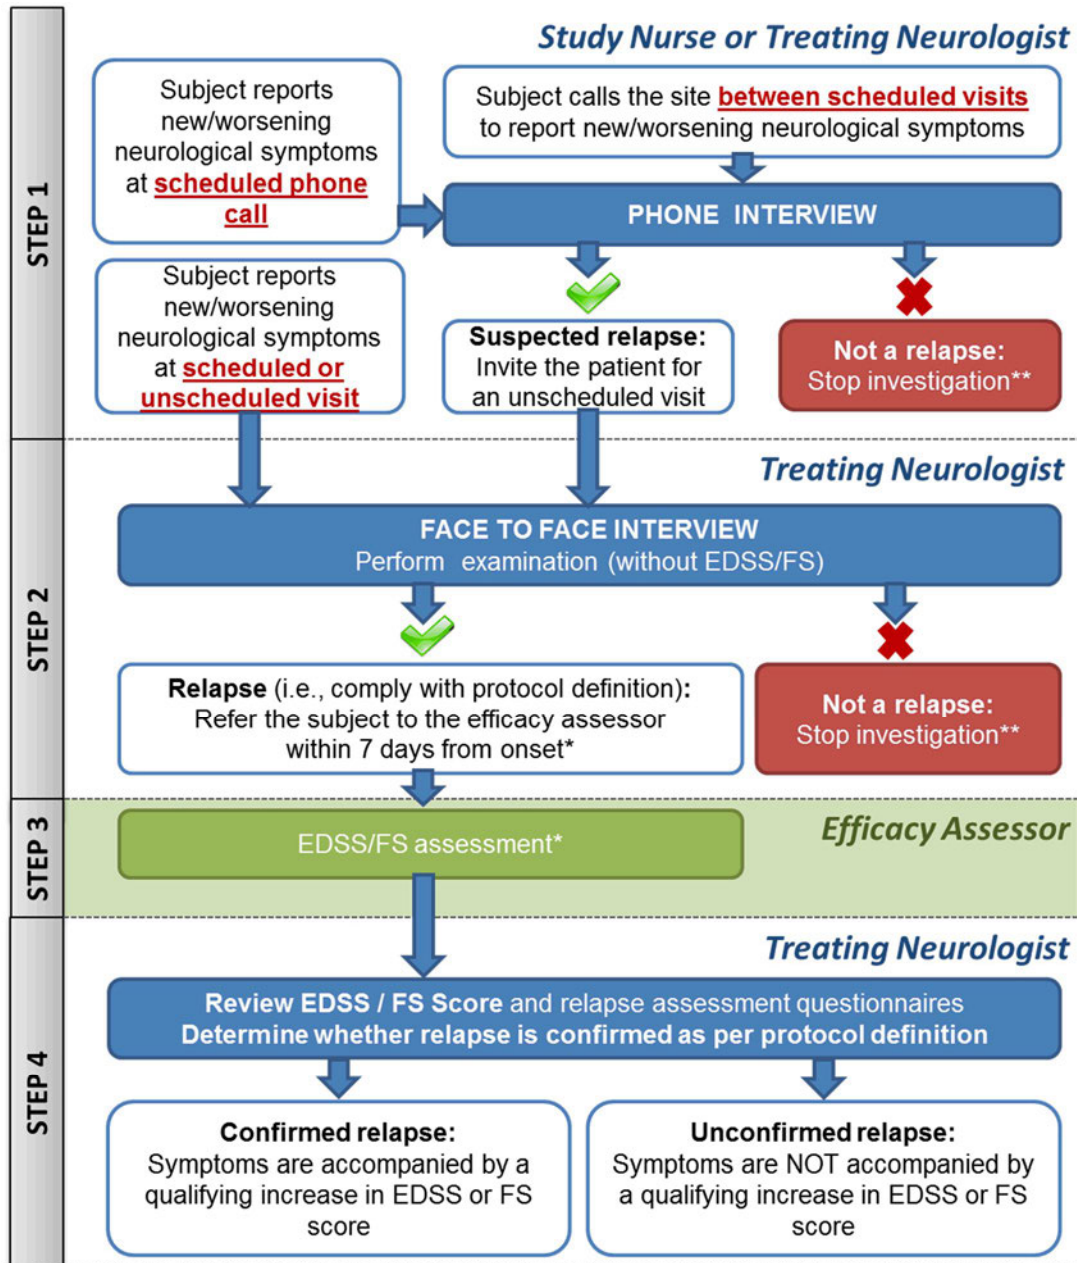 STEP 1
Study Nurse or Treating Neurologist
Subject reports
new/worsening
neurological symptoms
at scheduled phone
call
Subject calls the site between scheduled visits
to report new/worsening neurological symptoms
PHONE INTERVIEW
Subject reports
new/worsening
neurological symptoms
at scheduled or
unscheduled visit
Suspected relapse:
Invite the patient for
an unscheduled visit
Not a relapse:
Stop investigation**
STEP 2
Treating Neurologist
FACE TO FACE INTERVIEW
Perform examination (without EDSS/FS)
Relapse (i.e., comply with protocol definition):
Refer the subject to the efficacy assessor
within 7 days from onset*
Not a relapse:
Stop investigation**
STEP 3
Efficacy Assessor
EDSS/FS assessment*
STEP 4
Treating Neurologist
Review EDSS / FS Score and relapse assessment questionnaires
Determine whether relapse is confirmed as per protocol definition
Confirmed relapse:
Symptoms are accompanied by a
qualifying increase in EDSS or FS
score
Unconfirmed relapse:
Symptoms are NOT accompanied by
a qualifying increase in EDSS or FS
score